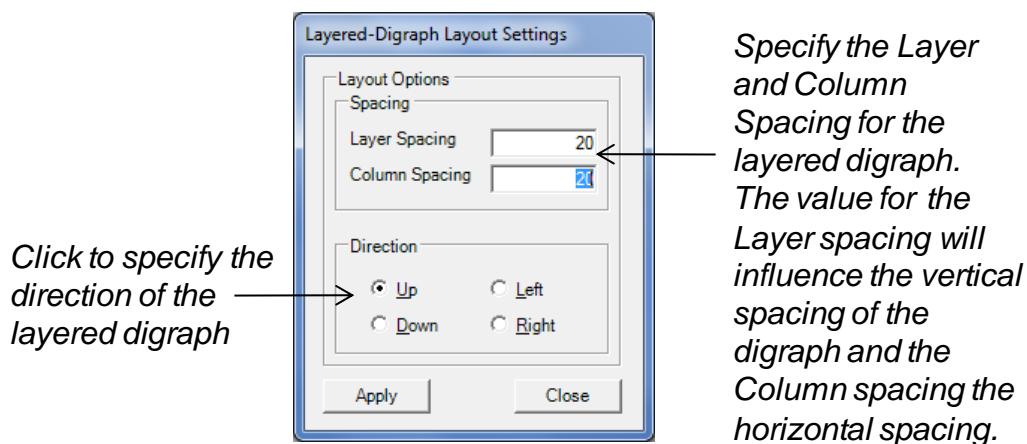 Layered-Digraph Layout Settings
Layout Options
Spacing
Layer Spacing 20
Column Spacing 20
Direction
Up Left
Down Right
Apply Close
Click to specify the
direction of the
layered digraph
Specify the Layer
and Column
Spacing for the
layered digraph.
The value for the
Layer spacing will
influence the vertical
spacing of the
digraph and the
Column spacing the
horizontal spacing.